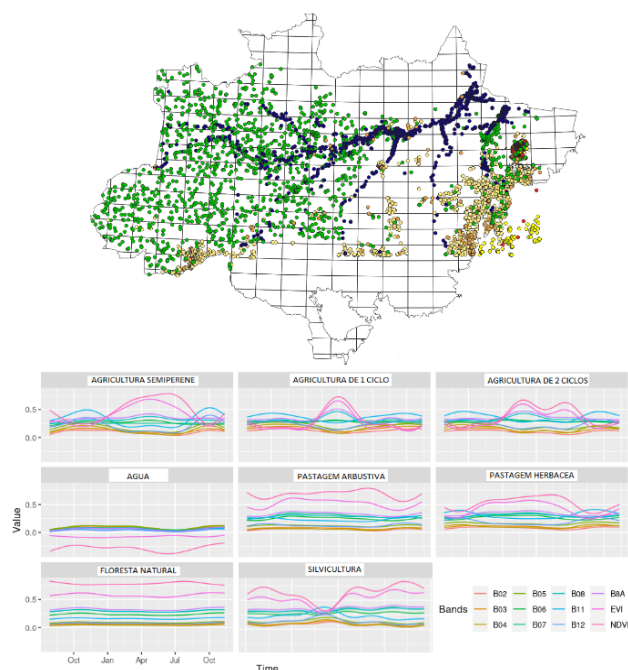 AGRICULTURA SEMIPERENE
AGRICULTURA DE 1 CICLO
AGRICULTURA DE 2 CICLOS
0.5
0.0
AGUA
PASTAGEM ARBUSTIVA
PASTAGEM HERBACEA
Value
0.5
0.0
FLORESTA NATURAL
SILVICULTURA
0.5
0.0
Oct Jan Apr Jul Oct
Time
Bands
B02 B05 B08 B8A
B03 B06 B11 EVI
B04 B07 B12 NDVI